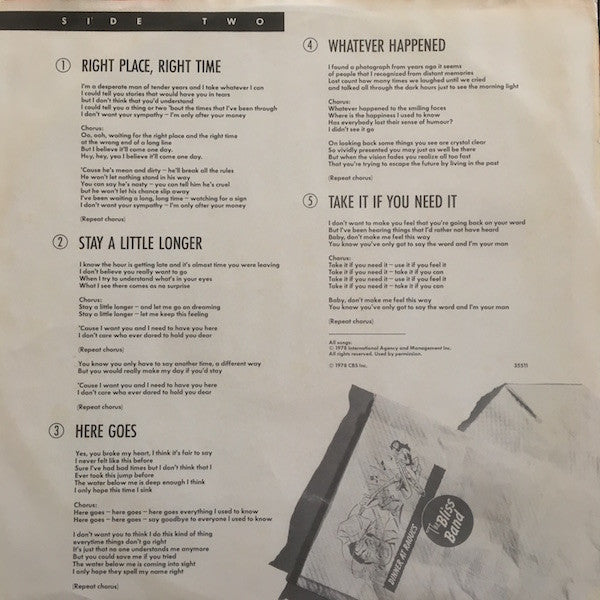 SIDE TWO
1 RIGHT PLACE, RIGHT TIME
I'm a desperate man of tender years and I take whatever I can
I could tell you stories that would have you in tears
but I don't think that you'd understand
I could tell you a thing or two 'bout the times that I've been through
I don't want your sympathy — I'm only after your money
Chorus:
Oo, ooh, waiting for the right place and the right time
at the wrong end of a long line
But I believe it'll come one day.
Hey, hey, yea I believe it'll come one day.
'Cause he's mean and dirty — he'll break all the rules
He won't let nothing stand in his way
You can say he's nasty — you can tell him he's cruel
but he won't let his chance slip away
I've been waiting a long, long time — watching for a sign
I don't want your sympathy — I'm only after your money
(Repeat chorus)
2 STAY A LITTLE LONGER
I know the hour is getting late and it's almost time you were leaving
I don't believe you really want to go
When I try to understand what's in your eyes
What I see there comes as no surprise
Chorus:
Stay a little longer — and let me go on dreaming
Stay a little longer — let me keep this feeling
'Cause I want you and I need to have you here
I don't care who ever dared to hold you dear
(Repeat chorus)
You know you only have to say another time, a different way
But you would really make my day if you'd stay
'Cause I want you and I need to have you here
I don't care who ever dared to hold you dear
(Repeat chorus)
3 HERE GOES
Yes, you broke my heart, I think it's fair to say
I never felt like this before
Sure I've had bad times but I don't think that I
Ever took this jump before
The water below me is deep enough I think
I only hope this time I sink
Chorus:
Here goes — here goes — here goes everything I used to know
Here goes — here goes — say goodbye to everyone I used to know
I don't want you to think I do this kind of thing
everytime things don't go right
It's just that no one understands me anymore
But you could save me if you tried
The water below me is coming into sight
I only hope they spell my name right
(Repeat chorus)
4 WHATEVER HAPPENED
I found a photograph from years ago it seems
of people that I recognized from distant memories
Lost count how many times we laughed until we cried
and talked all through the dark hours just to see the morning light
Chorus:
Whatever happened to the smiling faces
Where is the happiness I used to know
Has everybody lost their sense of humour?
I didn't see it go
On looking back some things you see are crystal clear
So vividly presented you may just as well be there
But when the vision fades you realize all too fast
That you're trying to escape the future by living in the past
(Repeat chorus)
5 TAKE IT IF YOU NEED IT
I don't want to make you feel that you're going back on your word
But I've been hearing things that I'd rather not have heard
Baby, don't make me feel this way
You know you've only got to say the word and I'm your man
Chorus:
Take it if you need it — use it if you feel it
Take it if you need it — take it if you can
Take it if you need it — use it if you feel it
Take it if you need it — take it if you can
Baby, don't make me feel this way
You know you've only got to say the word and I'm your man
(Repeat chorus)
All songs:
© 1978 International Agency and Management Inc.
All rights reserved. Used by permission.
© 1978 CBS Inc. 35511
The Bliss Band
DINNER AT RAOUL'S